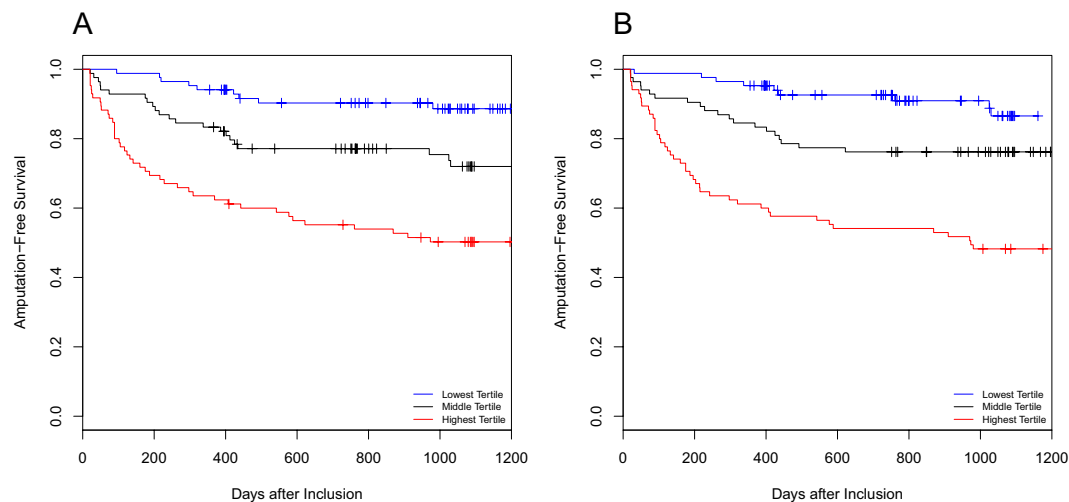 A
Amputation−Free Survival
1.0
0.8
0.6
0.4
0.2
0.0
Lowest Tertile
Middle Tertile
Highest Tertile
0 200 400 600 800 1000 1200
Days after Inclusion
B
Amputation−Free Survival
1.0
0.8
0.6
0.4
0.2
0.0
Lowest Tertile
Middle Tertile
Highest Tertile
0 200 400 600 800 1000 1200
Days after Inclusion